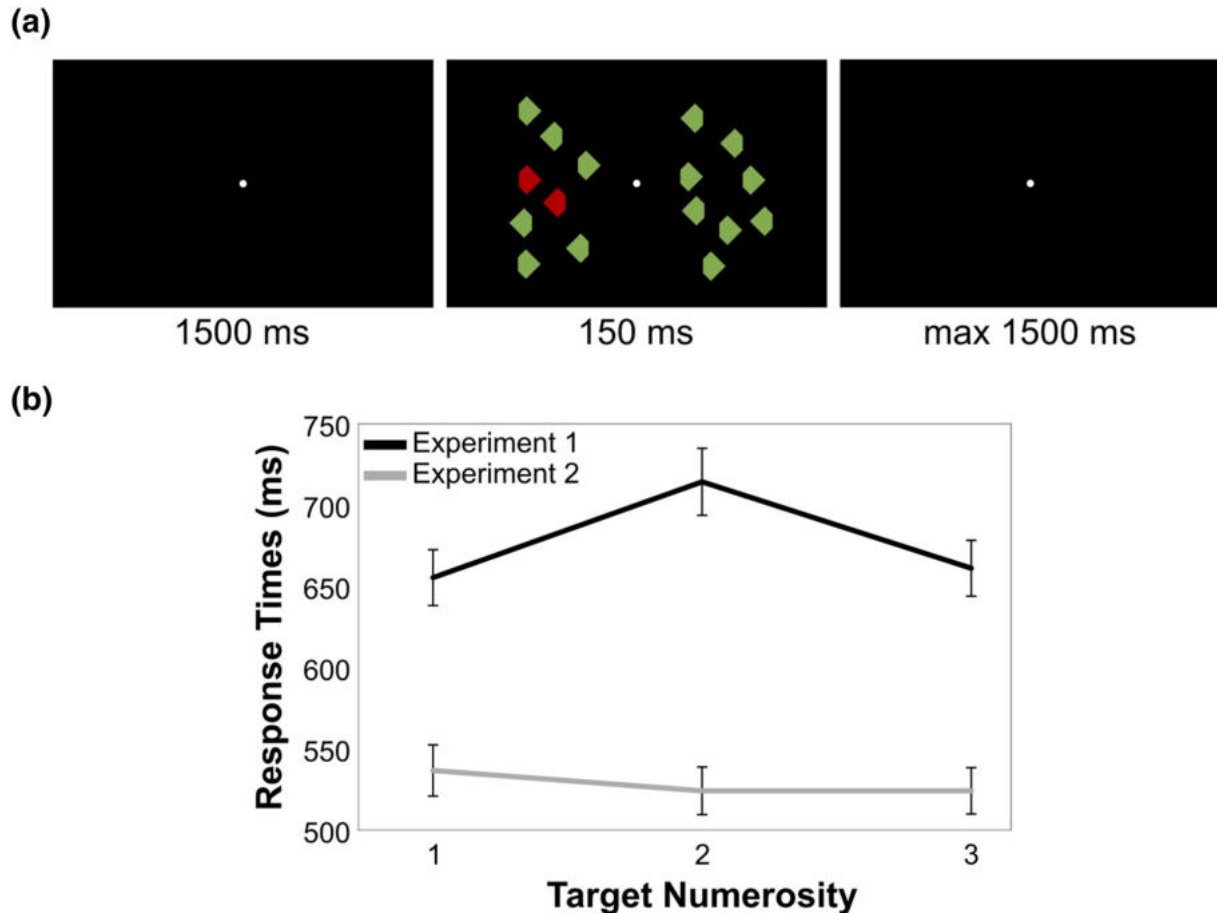 (a)
1500 ms
150 ms
max 1500 ms
(b)
Response Times (ms)
750
700
650
600
550
500
Experiment 1
Experiment 2
1
2
3
Target Numerosity